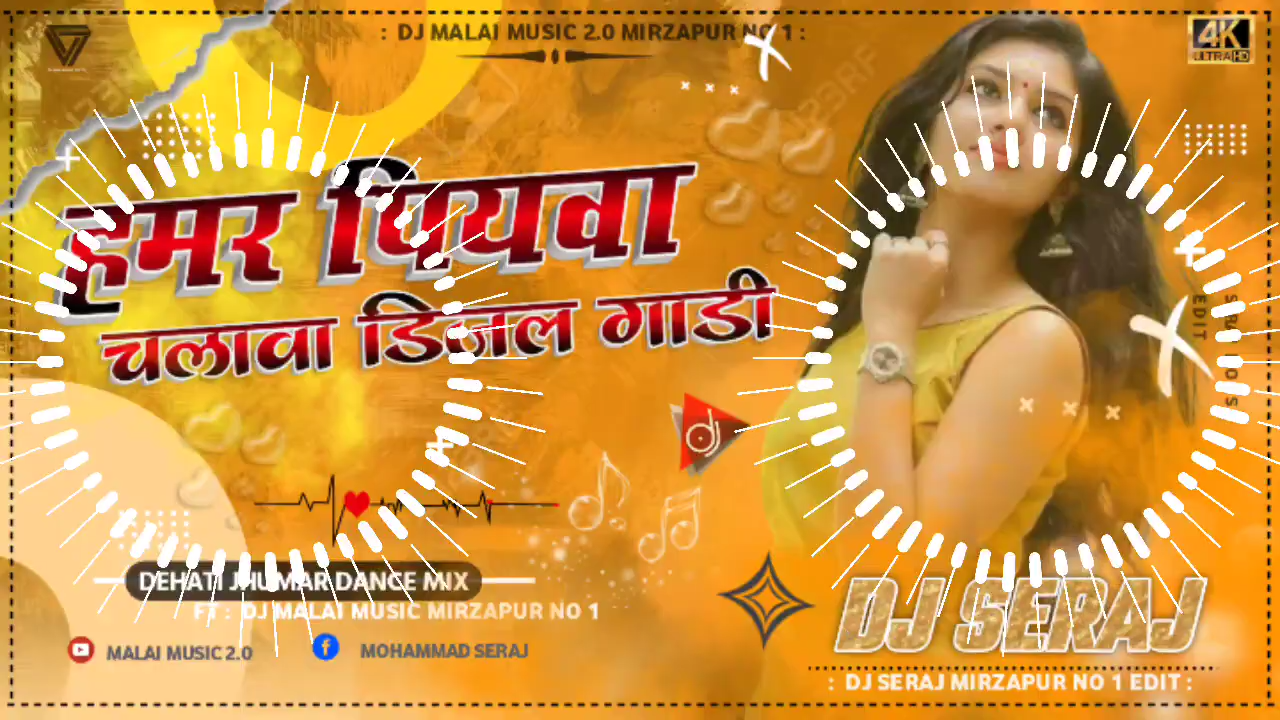 : DJ MALAI MUSIC 2.0 MIRZAPUR NO 1 :
4K
ULTRA HD
हमर पियवा
चलावा डिजल गाडी
EDIT
dj
DEHATI JHUMAR DANCE MIX
FT : DJ MALAI MUSIC MIRZAPUR NO 1
MALAI MUSIC 2.0
MOHAMMAD SERAJ
DJ SERAJ
: DJ SERAJ MIRZAPUR NO 1 EDIT :